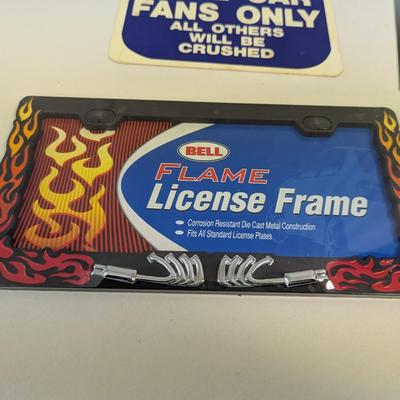 FANS ONLY
ALL OTHERS
WILL BE
CRUSHED
BELL
FLAME
License Frame
• Corrosion Resistant Die Cast Metal Construction
• Fits All Standard License Plates